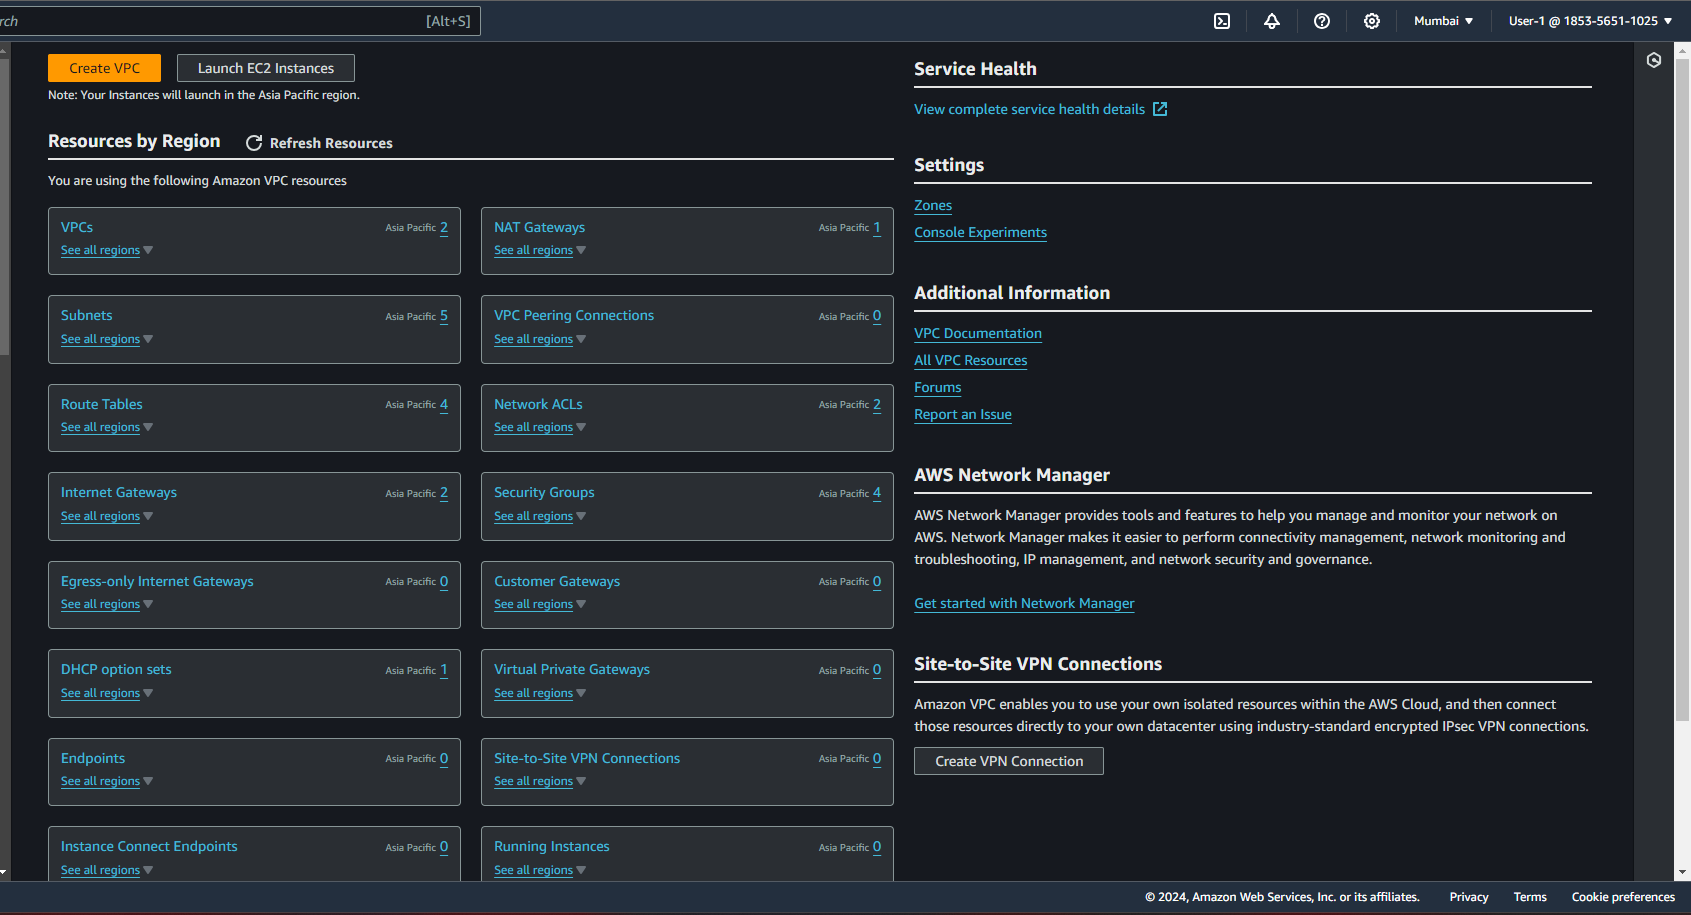 rch [Alt+S] Mumbai ▼ User-1 @ 1853-5651-1025 ▼
Create VPC Launch EC2 Instances
Note: Your Instances will launch in the Asia Pacific region.
Resources by Region Refresh Resources
You are using the following Amazon VPC resources
VPCs Asia Pacific 2
See all regions ▼
NAT Gateways Asia Pacific 1
See all regions ▼
Subnets Asia Pacific 5
See all regions ▼
VPC Peering Connections Asia Pacific 0
See all regions ▼
Route Tables Asia Pacific 4
See all regions ▼
Network ACLs Asia Pacific 2
See all regions ▼
Internet Gateways Asia Pacific 2
See all regions ▼
Security Groups Asia Pacific 4
See all regions ▼
Egress-only Internet Gateways Asia Pacific 0
See all regions ▼
Customer Gateways Asia Pacific 0
See all regions ▼
DHCP option sets Asia Pacific 1
See all regions ▼
Virtual Private Gateways Asia Pacific 0
See all regions ▼
Endpoints Asia Pacific 0
See all regions ▼
Site-to-Site VPN Connections Asia Pacific 0
See all regions ▼
Instance Connect Endpoints Asia Pacific 0
See all regions ▼
Running Instances Asia Pacific 0
See all regions ▼
Service Health
View complete service health details
Settings
Zones
Console Experiments
Additional Information
VPC Documentation
All VPC Resources
Forums
Report an Issue
AWS Network Manager
AWS Network Manager provides tools and features to help you manage and monitor your network on
AWS. Network Manager makes it easier to perform connectivity management, network monitoring and
troubleshooting, IP management, and network security and governance.
Get started with Network Manager
Site-to-Site VPN Connections
Amazon VPC enables you to use your own isolated resources within the AWS Cloud, and then connect
those resources directly to your own datacenter using industry-standard encrypted IPsec VPN connections.
Create VPN Connection
© 2024, Amazon Web Services, Inc. or its affiliates. Privacy Terms Cookie preferences